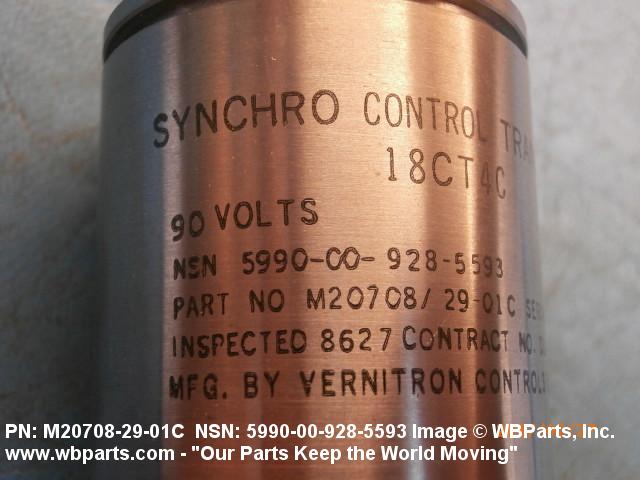 SYNCHRO CONTROL
18CT4C
90 VOLTS
NSN 5990-00-928-5593
PART NO M20708/29-01C
INSPECTED 8627 CONTRACT NO.
MFG. BY VERNITRON CONTROLS
PN: M20708-29-01C NSN: 5990-00-928-5593 Image © WBParts, Inc.
www.wbparts.com - "Our Parts Keep the World Moving"